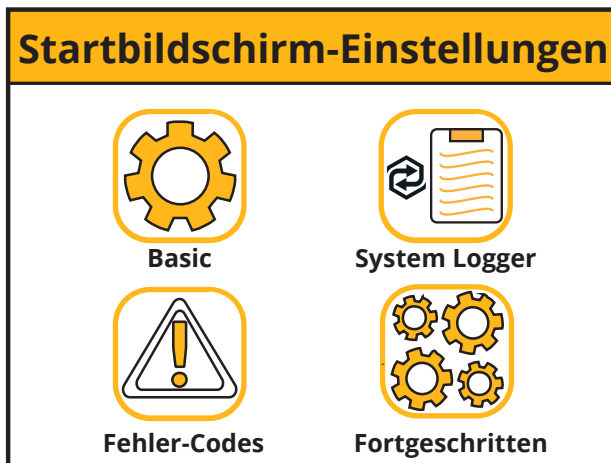 Startbildschirm-Einstellungen
Basic
System Logger
Fehler-Codes
Fortgeschritten